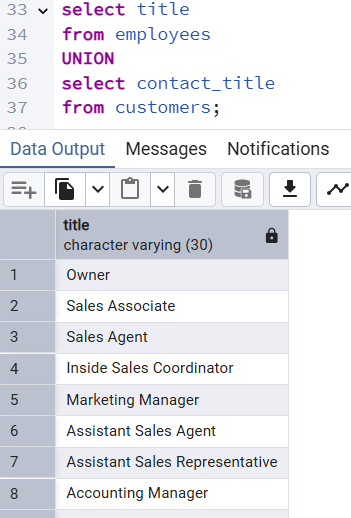 33 select title
34 from employees
35 UNION
36 select contact_title
37 from customers;
Data Output Messages Notifications
title
character varying (30)
1 Owner
2 Sales Associate
3 Sales Agent
4 Inside Sales Coordinator
5 Marketing Manager
6 Assistant Sales Agent
7 Assistant Sales Representative
8 Accounting Manager